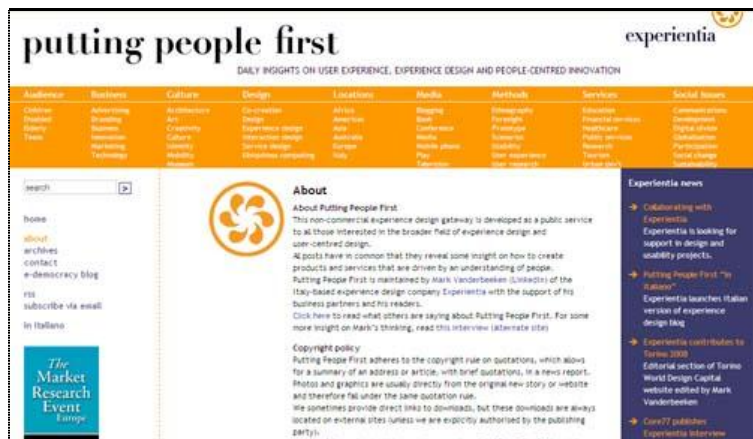 putting people first
experientia
DAILY INSIGHTS ON USER EXPERIENCE, EXPERIENCE DESIGN AND PEOPLE-CENTRED INNOVATION
Audience Business Culture Design Locations Media Methods Services Social Issues
Children Advertising Architecture Co-creation Africa Blogging Ethnography Education Communications
Disabled Branding Art Design Americas Book Foresight Financial services Development
Elderly Business Creativity Experience design Asia Conference Prototype Healthcare Digital divide
Teens Innovation Culture Interaction design Australia Media Scenarios Public services Globalisation
Marketing Identity Service design Europe Mobile phone Usability Research Participation
Technology Mobility Ubiquitous computing Italy Play User experience Tourism Social change
Museum Television User research Urban dev't Sustainability
search >
home
about
archives
contact
e-democracy blog
rss
subscribe via email
in italiano
The
Market
Research
Event
Europe
About
About Putting People First
This non-commercial experience design gateway is developed as a public service
to all those interested in the broader field of experience design and
user-centred design.
All posts have in common that they reveal some insight on how to create
products and services that are driven by an understanding of people.
Putting People First is maintained by Mark Vanderbeeken (LinkedIn) of the
Italy-based experience design company Experientia with the support of his
business partners and his readers.
Click here to read what others are saying about Putting People First. For some
more insight on Mark's thinking, read this interview (alternate site)
Copyright policy
Putting People First adheres to the copyright rule on quotations, which allows
for a summary of an address or article, with brief quotations, in a news report.
Photos and graphics are usually directly from the original new story or website
and therefore fall under the same quotation rule.
We sometimes provide direct links to downloads, but these downloads are always
located on external sites (unless we are explicitly authorised by the publishing
party).
Experientia news
→ Collaborating with
Experientia
Experientia is looking for
support in design and
usability projects.
→ Putting People First "in
italiano"
Experientia launches Italian
version of experience
design blog
→ Experientia contributes to
Torino 2008
Editorial section of Torino
World Design Capital
website edited by Mark
Vanderbeeken
→ Core77 publishes
Experientia interview